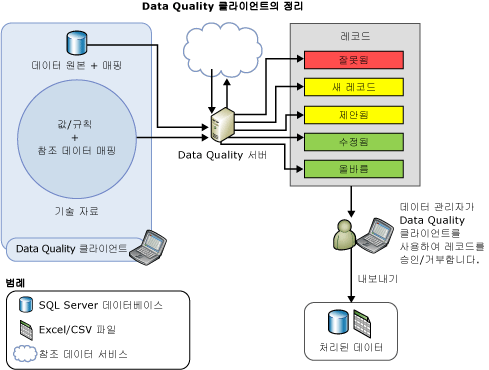 Data Quality 클라이언트의 정리
데이터 원본 + 매핑
값/규칙
+
참조 데이터 매핑
기술 자료
Data Quality 클라이언트
Data Quality 서버
레코드
잘못됨
새 레코드
제안됨
수정됨
올바름
데이터 관리자가
Data Quality
클라이언트를
사용하여 레코드를
승인/거부합니다.
내보내기
처리된 데이터
범례
SQL Server 데이터베이스
Excel/CSV 파일
참조 데이터 서비스